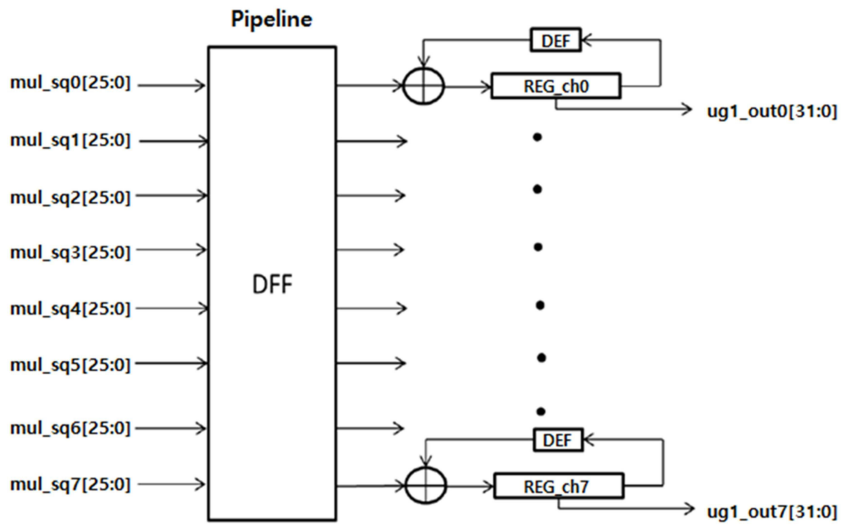 Pipeline
DEF
mul_sq0[25:0]
REG_ch0
ug1_out0[31:0]
mul_sq1[25:0]
mul_sq2[25:0]
mul_sq3[25:0]
DFF
mul_sq4[25:0]
mul_sq5[25:0]
mul_sq6[25:0]
DEF
mul_sq7[25:0]
REG_ch7
ug1_out7[31:0]